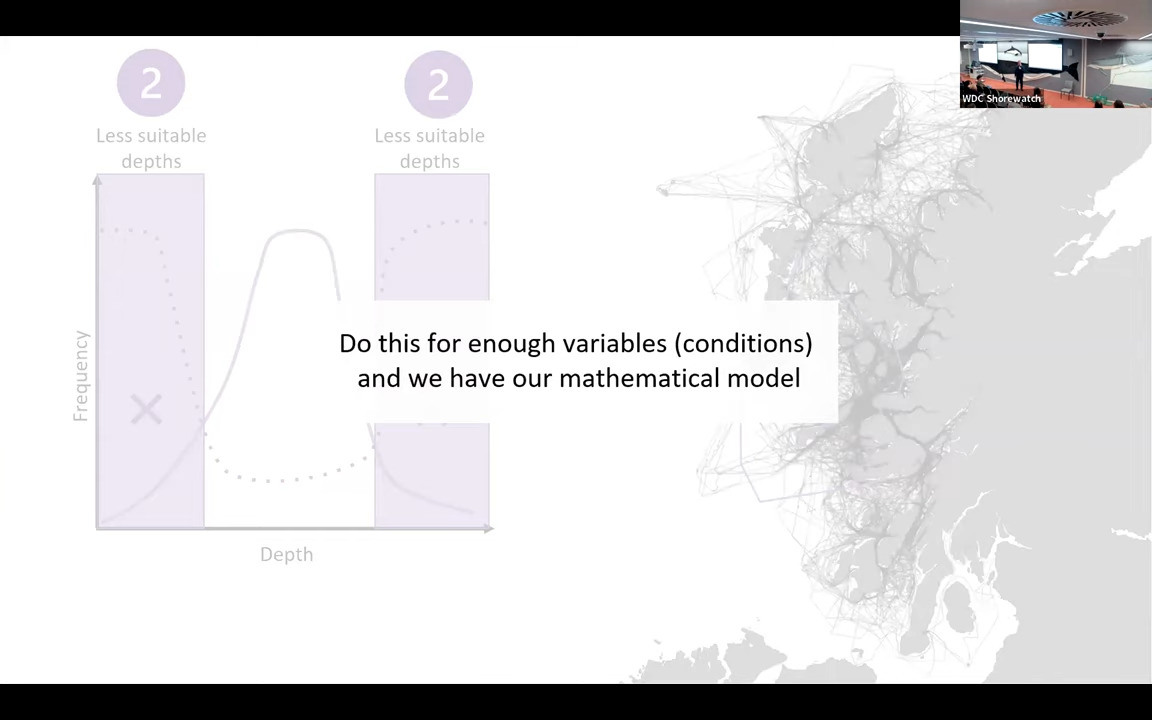 2
Less suitable
depths
2
Less suitable
depths
WDC Shorewatch
Frequency
Do this for enough variables (conditions)
and we have our mathematical model
Depth